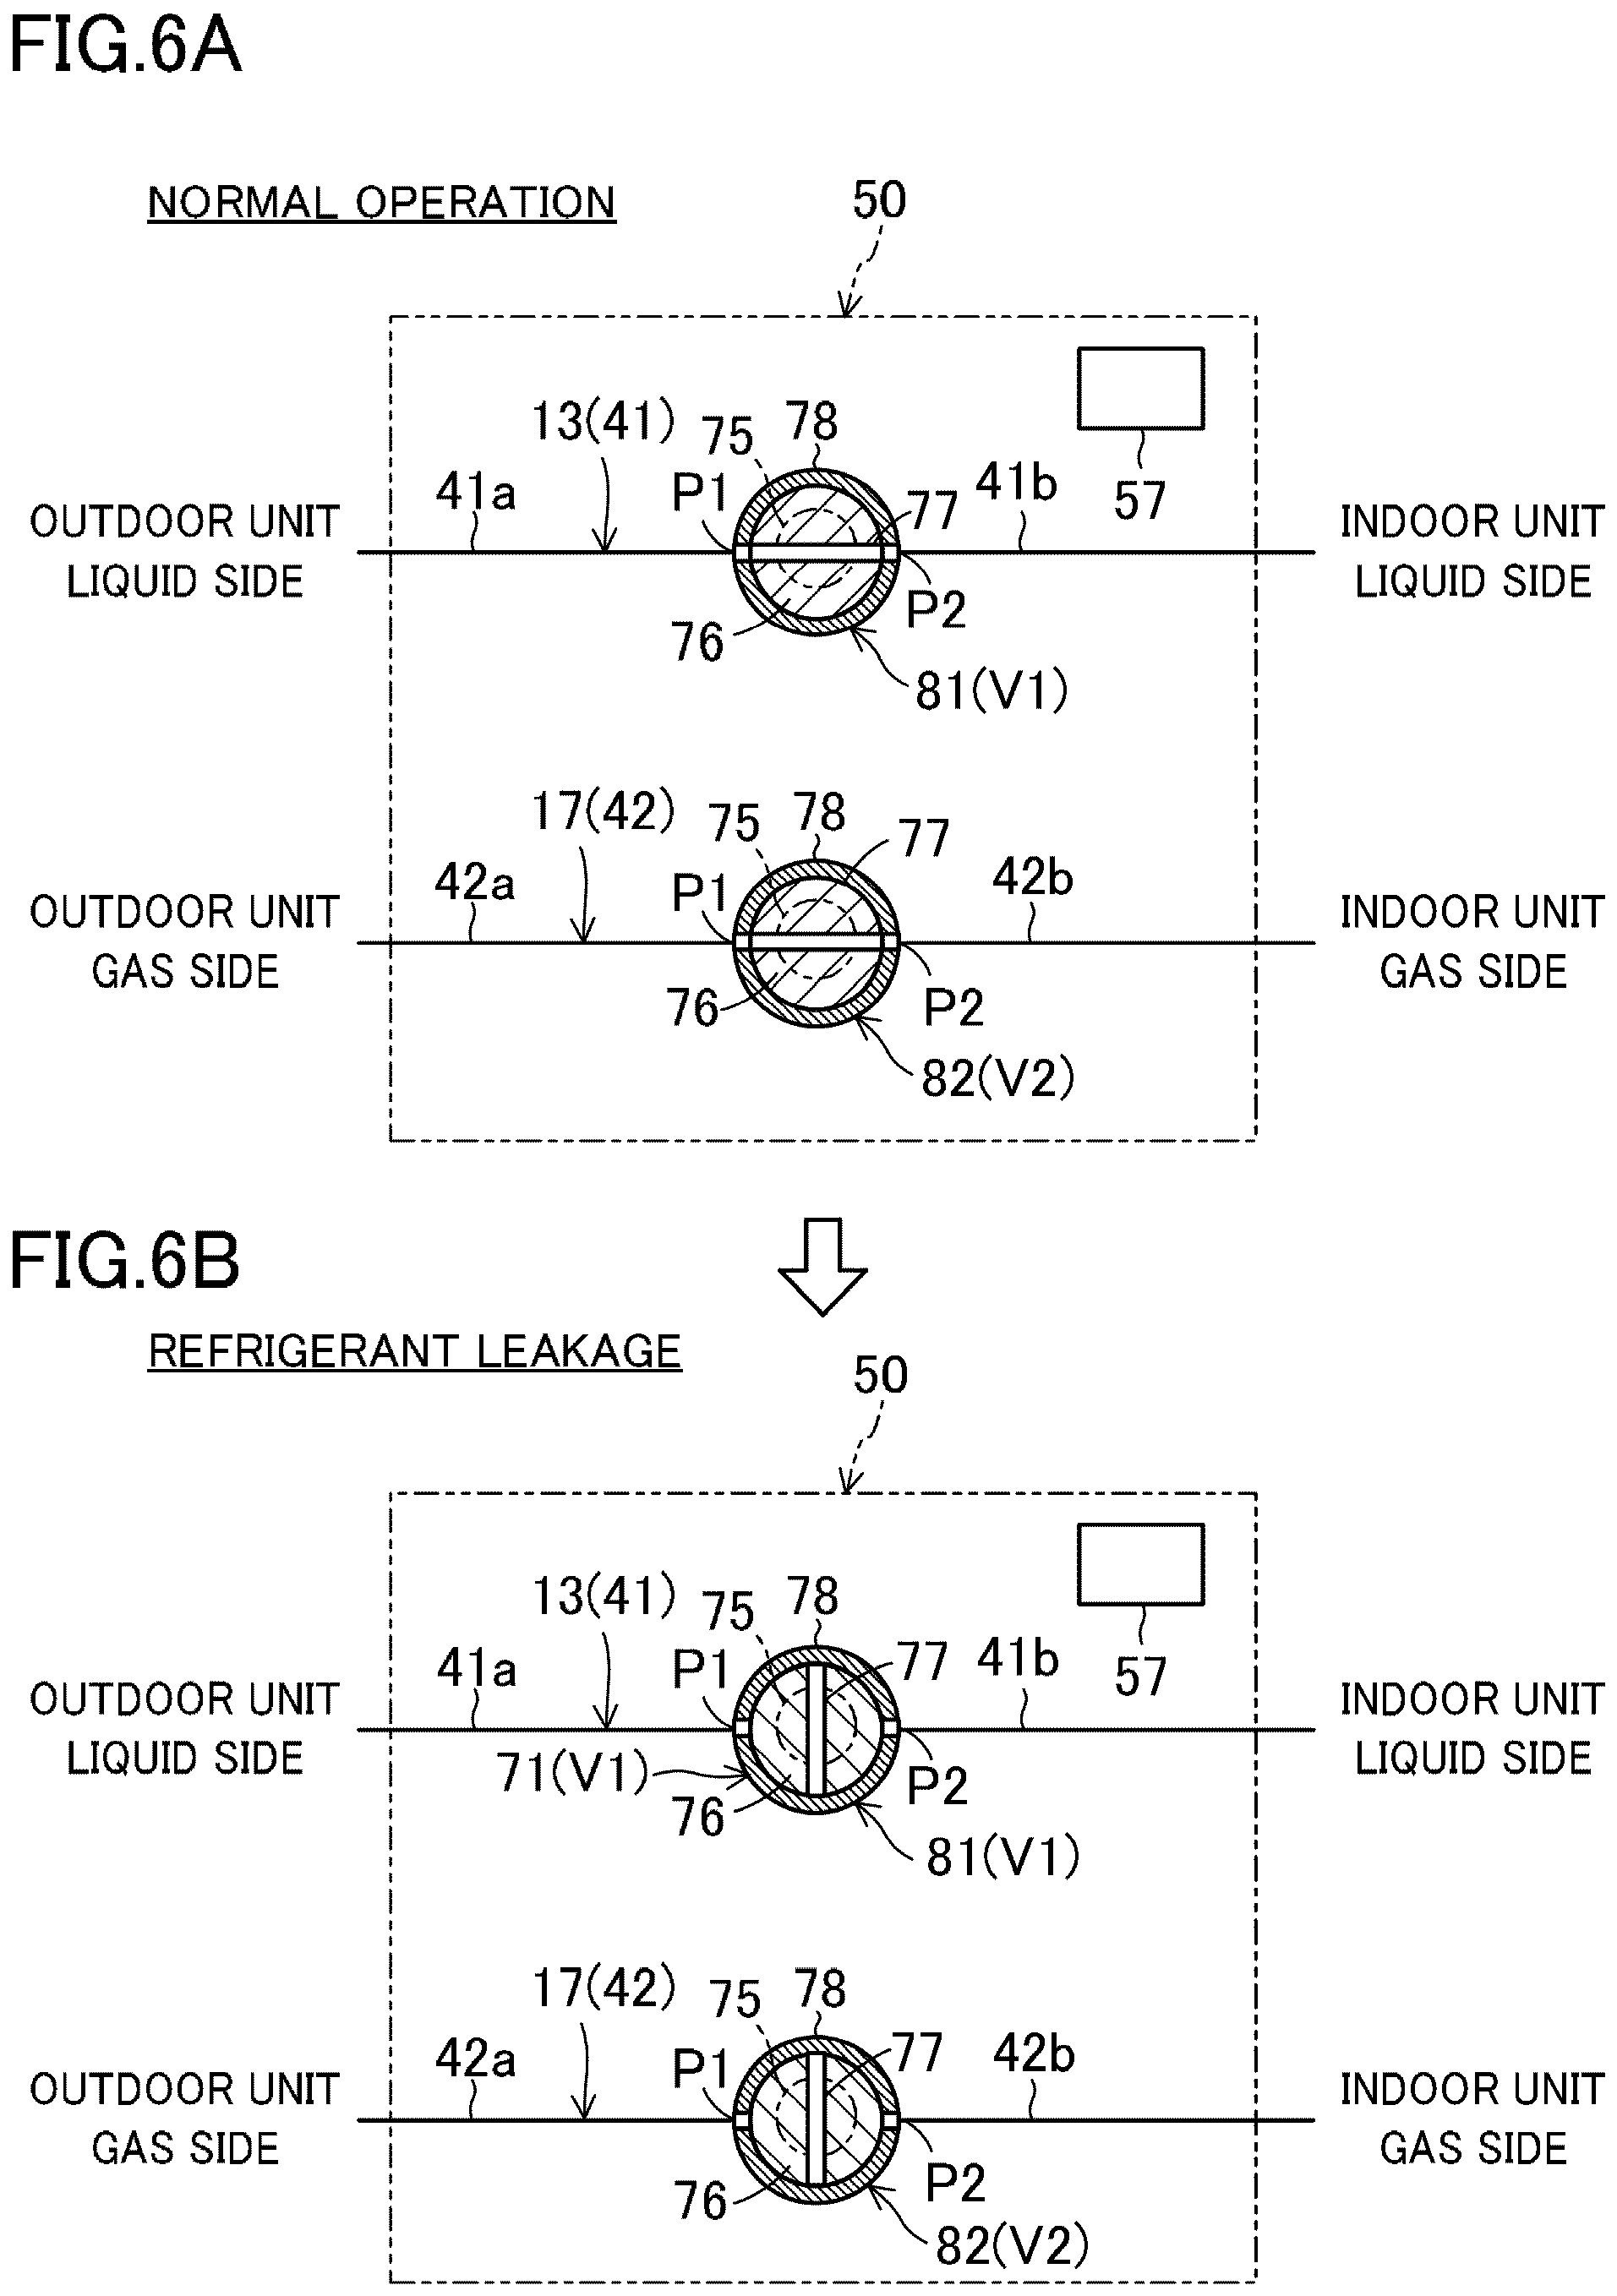 FIG.6A
NORMAL OPERATION
50
13(41)
75
78
57
41a
P1
77
41b
OUTDOOR UNIT
LIQUID SIDE
INDOOR UNIT
LIQUID SIDE
76
P2
81(V1)
17(42)
75
78
77
42a
P1
42b
OUTDOOR UNIT
GAS SIDE
INDOOR UNIT
GAS SIDE
76
P2
82(V2)
FIG.6B
REFRIGERANT LEAKAGE
50
13(41)
75
78
57
41a
P1
77
41b
OUTDOOR UNIT
LIQUID SIDE
INDOOR UNIT
LIQUID SIDE
71(V1)
76
P2
81(V1)
17(42)
75
78
42a
P1
77
42b
OUTDOOR UNIT
GAS SIDE
INDOOR UNIT
GAS SIDE
76
P2
82(V2)